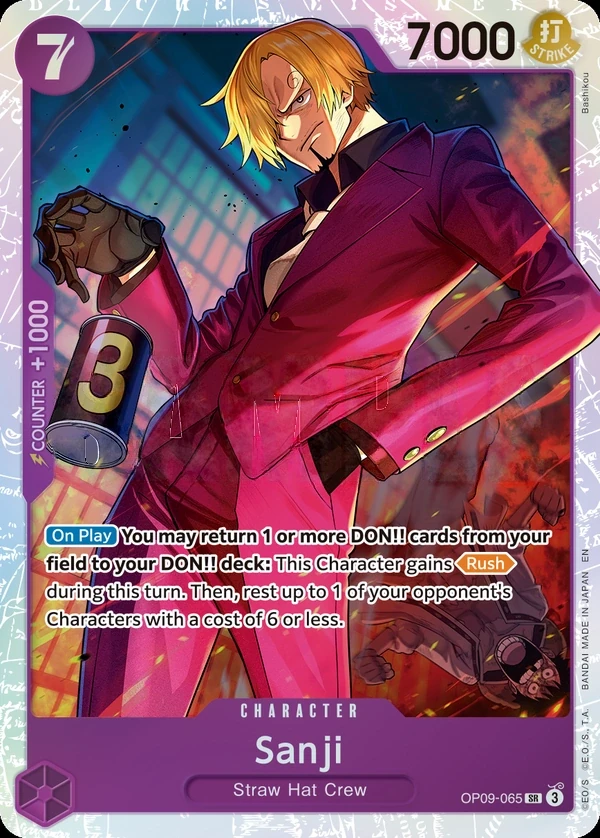 7
7000
打
STRIKE
Bashikou
COUNTER +1000
3
On Play You may return 1 or more DON!! cards from your
field to your DON!! deck: This Character gains Rush
during this turn. Then, rest up to 1 of your opponent's
Characters with a cost of 6 or less.
CHARACTER
Sanji
Straw Hat Crew
OP09-065 SR 3
©EO/S ©E.O./S., T.A. BANDAI MADE IN JAPAN EN